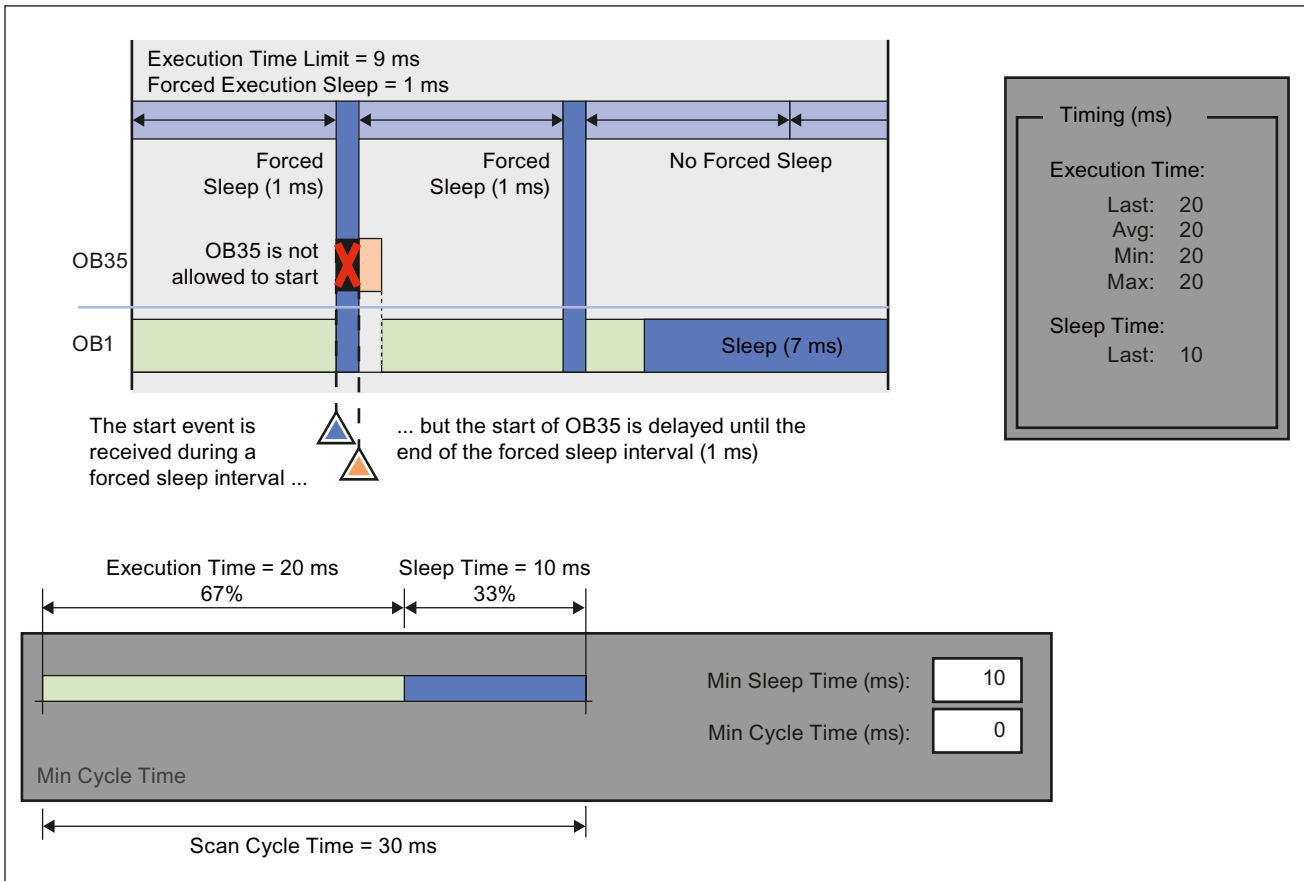 Execution Time Limit = 9 ms
Forced Execution Sleep = 1 ms
Forced
Sleep (1 ms)
Forced
Sleep (1 ms)
No Forced Sleep
OB35
OB35 is not
allowed to start
OB1
Sleep (7 ms)
The start event is
received during a
forced sleep interval ...
... but the start of OB35 is delayed until the
end of the forced sleep interval (1 ms)
Timing (ms)
Execution Time:
Last: 20
Avg: 20
Min: 20
Max: 20
Sleep Time:
Last: 10
Execution Time = 20 ms
67%
Sleep Time = 10 ms
33%
Min Sleep Time (ms): 10
Min Cycle Time (ms): 0
Min Cycle Time
Scan Cycle Time = 30 ms